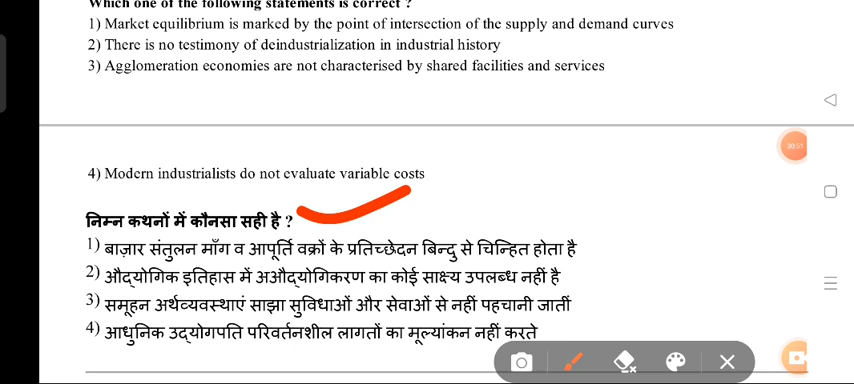 Which one of the following statements is correct ?
1) Market equilibrium is marked by the point of intersection of the supply and demand curves
2) There is no testimony of deindustrialization in industrial history
3) Agglomeration economies are not characterised by shared facilities and services
00:51
4) Modern industrialists do not evaluate variable costs
निम्न कथनों में कौनसा सही है ?
1) बाज़ार संतुलन माँग व आपूर्ति वक्रों के प्रतिच्छेदन बिन्दु से चिन्हित होता है
2) औद्योगिक इतिहास में अऔद्योगिकरण का कोई साक्ष्य उपलब्ध नहीं है
3) समूहन अर्थव्यवस्थाएं साझा सुविधाओं और सेवाओं से नहीं पहचानी जातीं
4) आधुनिक उद्योगपति परिवर्तनशील लागतों का मूल्यांकन नहीं करते